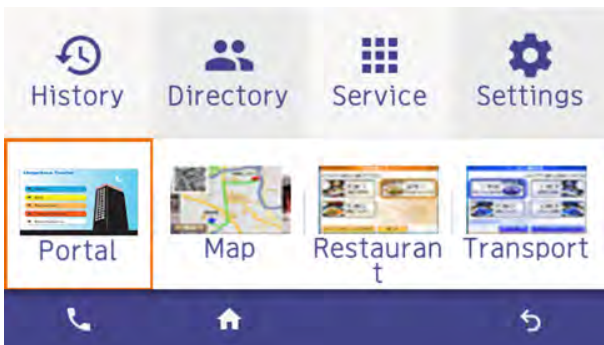 History
Directory
Service
Settings
Portal
Map
Restauran
t
Transport